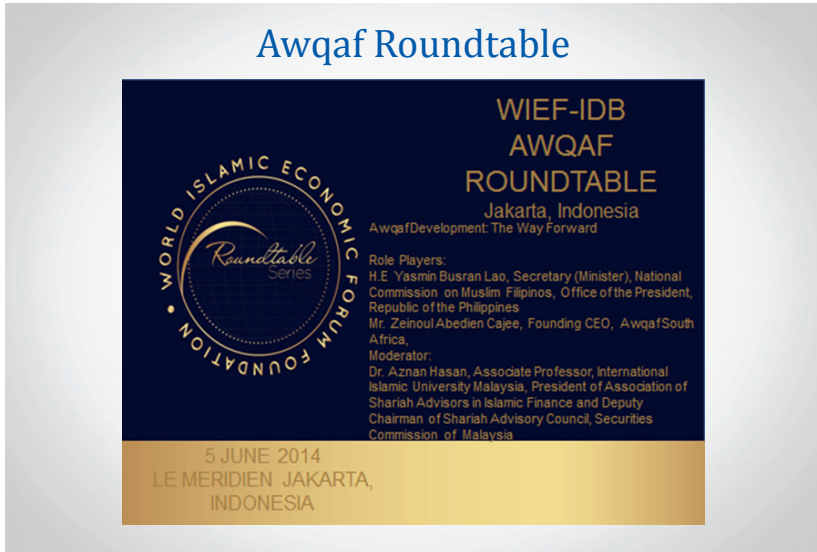 Awqaf Roundtable
WIEF-IDB
AWQAF
ROUNDTABLE
Jakarta, Indonesia
Awqaf Development: The Way Forward
Role Players:
H.E Yasmin Busran Lao, Secretary (Minister), National
Commission on Muslim Filipinos, Office of the President,
Republic of the Philippines
Mr. Zeinoul Abedien Cajee, Founding CEO, Awqaf South
Africa,
Moderator:
Dr. Aznan Hasan, Associate Professor, International
Islamic University Malaysia, President of Association of
Shariah Advisors in Islamic Finance and Deputy
Chairman of Shariah Advisory Council, Securities
Commission of Malaysia
WORLD ISLAMIC ECONOMIC FORUM FOUNDATION
Roundtable
Series
5 JUNE 2014
LE MERIDIEN JAKARTA,
INDONESIA